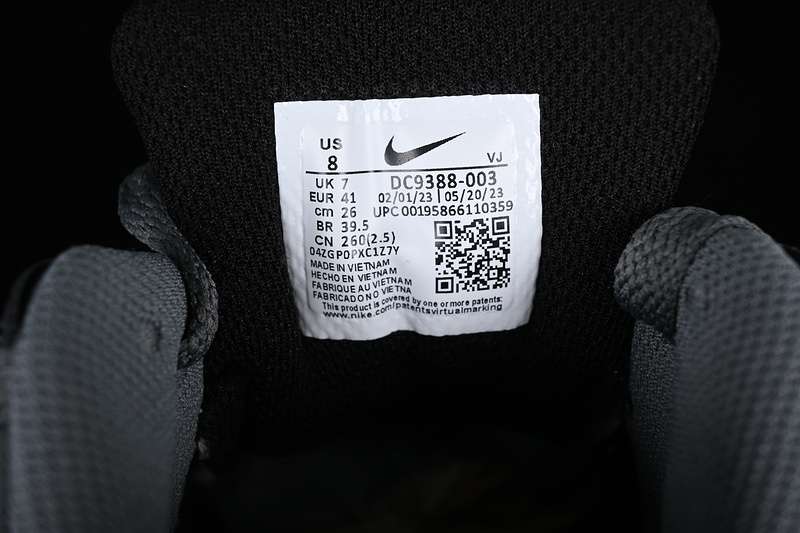 US
8
VJ
UK 7
DC9388-003
EUR 41
02/01/23 | 05/20/23
cm 26
UPC 00195866110359
BR 39.5
CN 260(2.5)
04ZGP0PXC1Z7Y
MADE IN VIETNAM
HECHO EN VIETNAM
FABRIQUE AU VIETNAM
FABRICADO NO VIETNA
This product is covered by one or more patents:
www.nike.com/patentsvirtualmarking